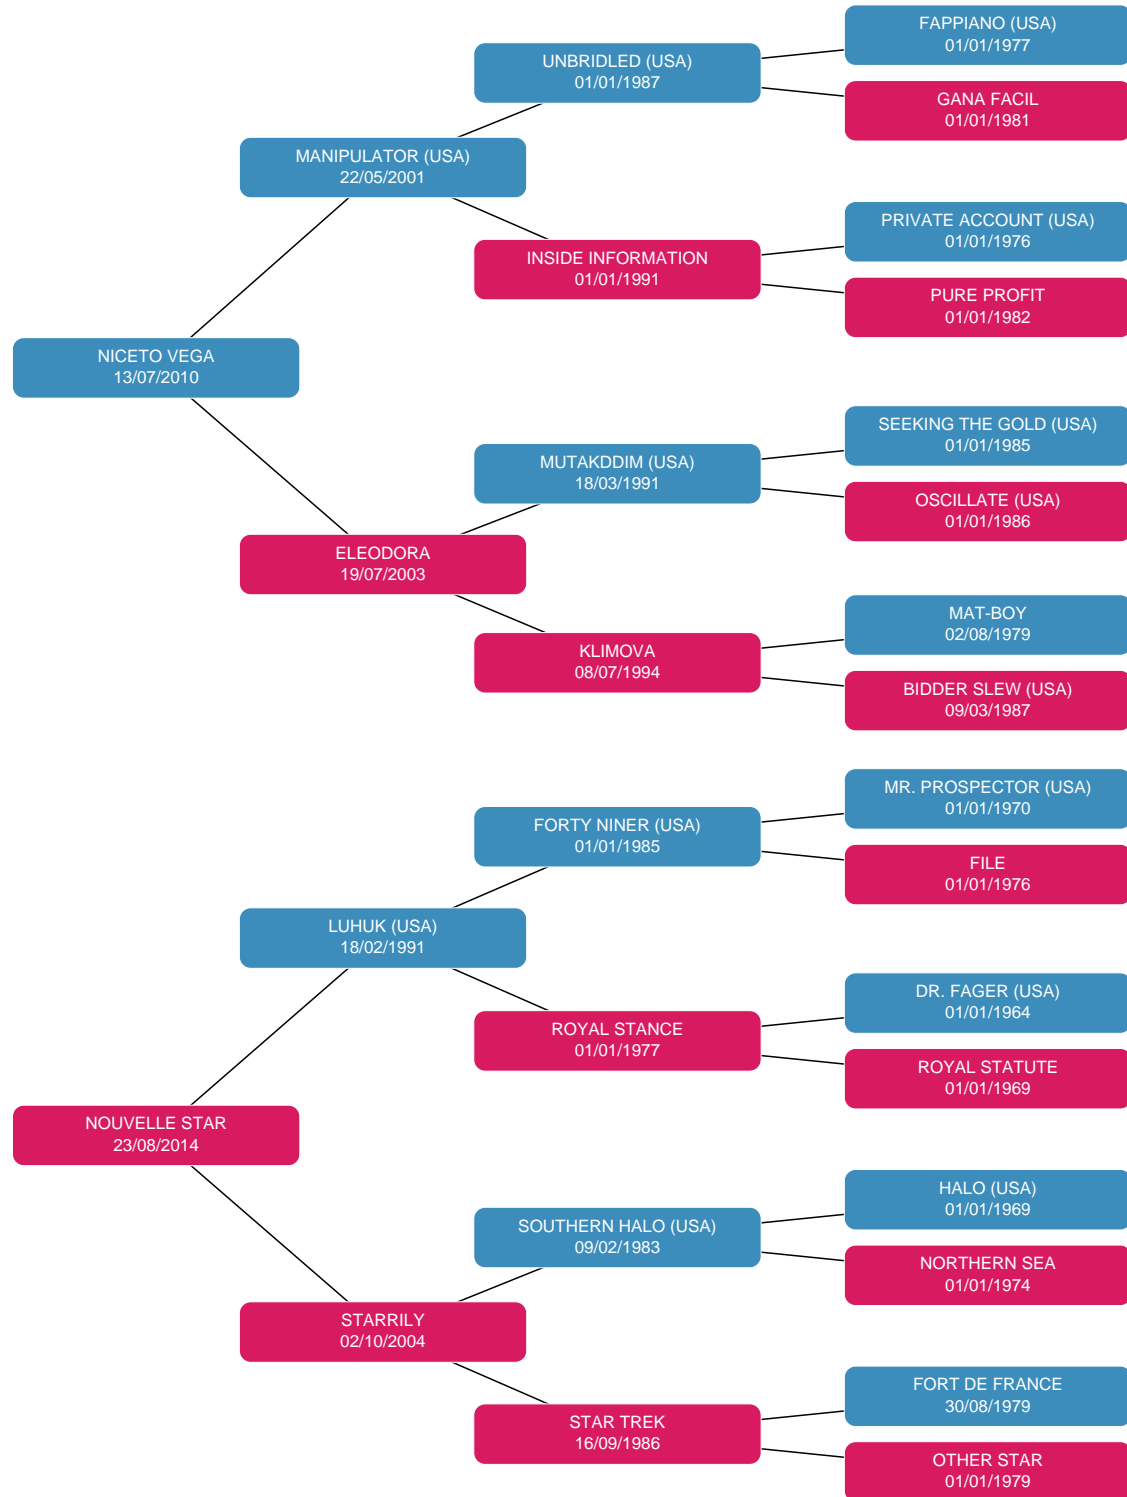 FAPPIANO (USA)
01/01/1977
UNBRIDLED (USA)
01/01/1987
GANA FACIL
01/01/1981
MANIPULATOR (USA)
22/05/2001
PRIVATE ACCOUNT (USA)
01/01/1976
INSIDE INFORMATION
01/01/1991
PURE PROFIT
01/01/1982
NICETO VEGA
13/07/2010
SEEKING THE GOLD (USA)
01/01/1985
MUTAKDDIM (USA)
18/03/1991
OSCILLATE (USA)
01/01/1986
ELEODORA
19/07/2003
MAT-BOY
02/08/1979
KLIMOVA
08/07/1994
BIDDER SLEW (USA)
09/03/1987
MR. PROSPECTOR (USA)
01/01/1970
FORTY NINER (USA)
01/01/1985
FILE
01/01/1976
LUHUK (USA)
18/02/1991
DR. FAGER (USA)
01/01/1964
ROYAL STANCE
01/01/1977
ROYAL STATUTE
01/01/1969
NOUVELLE STAR
23/08/2014
HALO (USA)
01/01/1969
SOUTHERN HALO (USA)
09/02/1983
NORTHERN SEA
01/01/1974
STARRILY
02/10/2004
FORT DE FRANCE
30/08/1979
STAR TREK
16/09/1986
OTHER STAR
01/01/1979